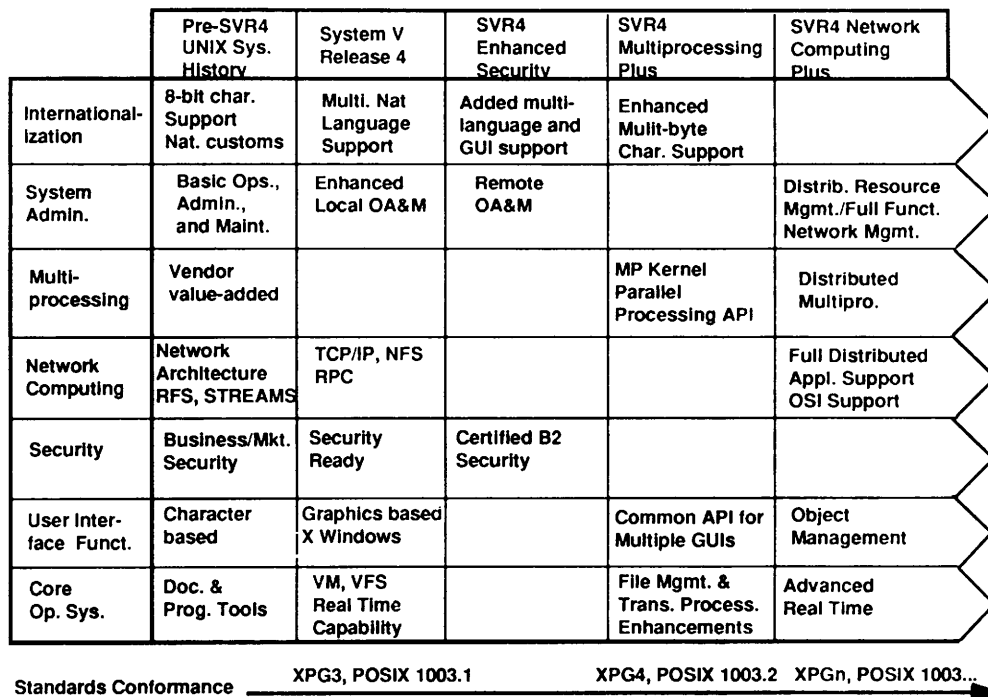 Pre-SVR4
UNIX Sys.
History
System V
Release 4
SVR4
Enhanced
Security
SVR4
Multiprocessing
Plus
SVR4 Network
Computing
Plus
International-
ization
8-bit char.
Support
Nat. customs
Multi. Nat
Language
Support
Added multi-
language and
GUI support
Enhanced
Mulit-byte
Char. Support
System
Admin.
Basic Ops.,
Admin.,
and Maint.
Enhanced
Local OA&M
Remote
OA&M
Distrib. Resource
Mgmt./Full Funct.
Network Mgmt.
Multi-
processing
Vendor
value-added
MP Kernel
Parallel
Processing API
Distributed
Multipro.
Network
Computing
Network
Architecture
RFS, STREAMS
TCP/IP, NFS
RPC
Full Distributed
Appl. Support
OSI Support
Security
Business/Mkt.
Security
Security
Ready
Certified B2
Security
User Inter-
face Funct.
Character
based
Graphics based
X Windows
Common API for
Multiple GUIs
Object
Management
Core
Op. Sys.
Doc. &
Prog. Tools
VM, VFS
Real Time
Capability
File Mgmt. &
Trans. Process.
Enhancements
Advanced
Real Time
Standards Conformance
XPG3, POSIX 1003.1
XPG4, POSIX 1003.2
XPGn, POSIX 1003...